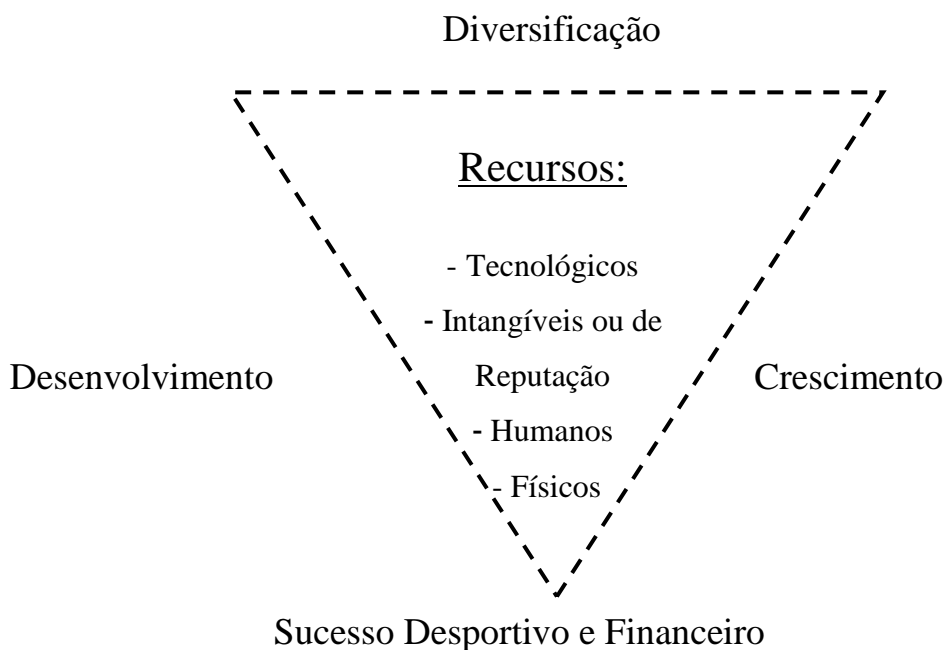 Diversificação
Recursos:
- Tecnológicos
- Intangíveis ou de
Reputação
Desenvolvimento
Crescimento
- Humanos
- Físicos
Sucesso Desportivo e Financeiro